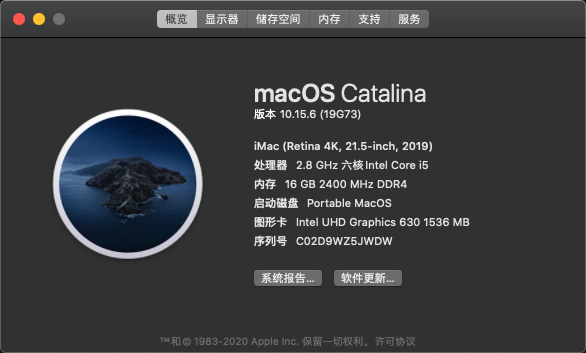 概览 显示器 储存空间 内存 支持 服务
macOS Catalina
版本 10.15.6 (19G73)
iMac (Retina 4K, 21.5-inch, 2019)
处理器 2.8 GHz 六核Intel Core i5
内存 16 GB 2400 MHz DDR4
启动磁盘 Portable MacOS
图形卡 Intel UHD Graphics 630 1536 MB
序列号 C02D9WZ5JWDW
系统报告... 软件更新...
™和© 1983-2020 Apple Inc. 保留一切权利。许可协议